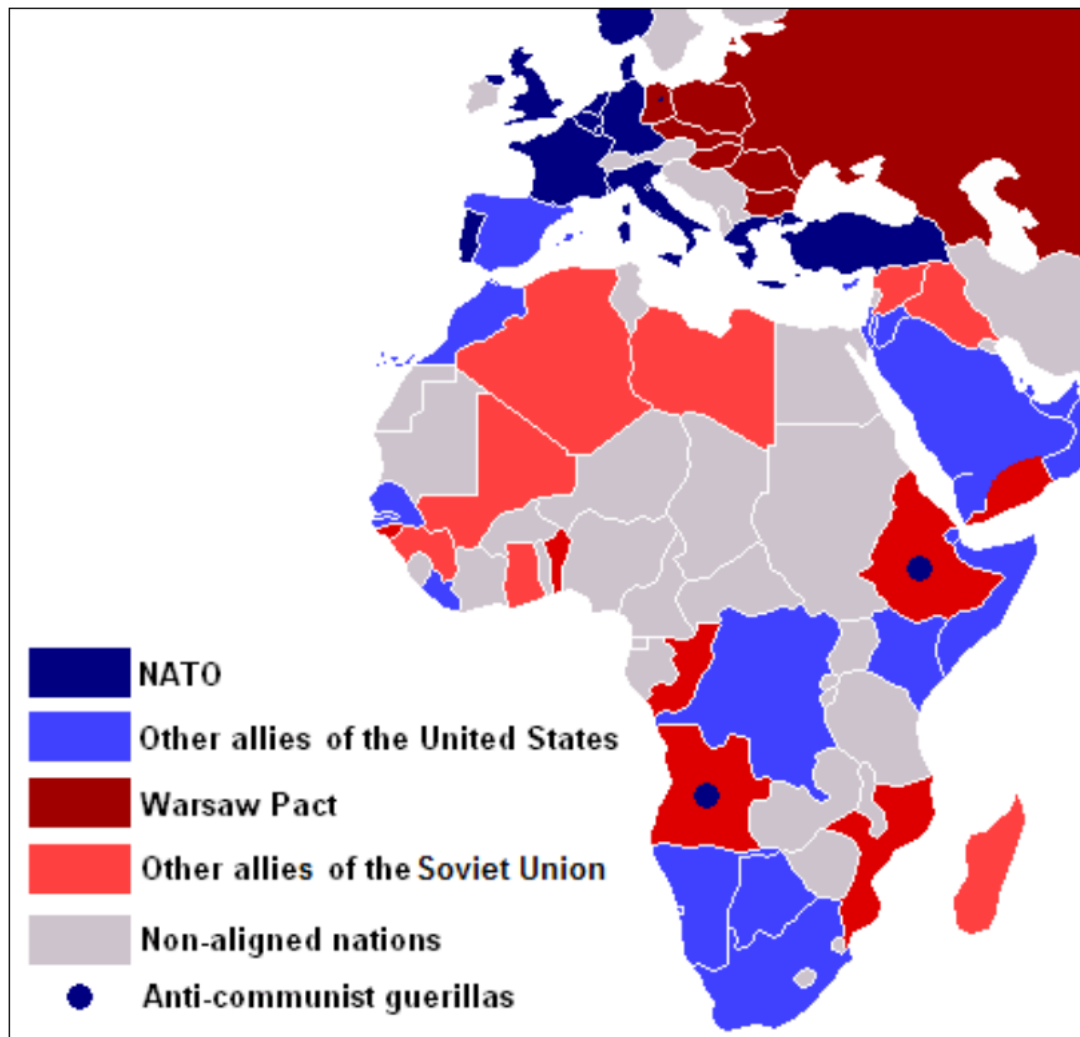 NATO
Other allies of the United States
Warsaw Pact
Other allies of the Soviet Union
Non-aligned nations
Anti-communist guerillas